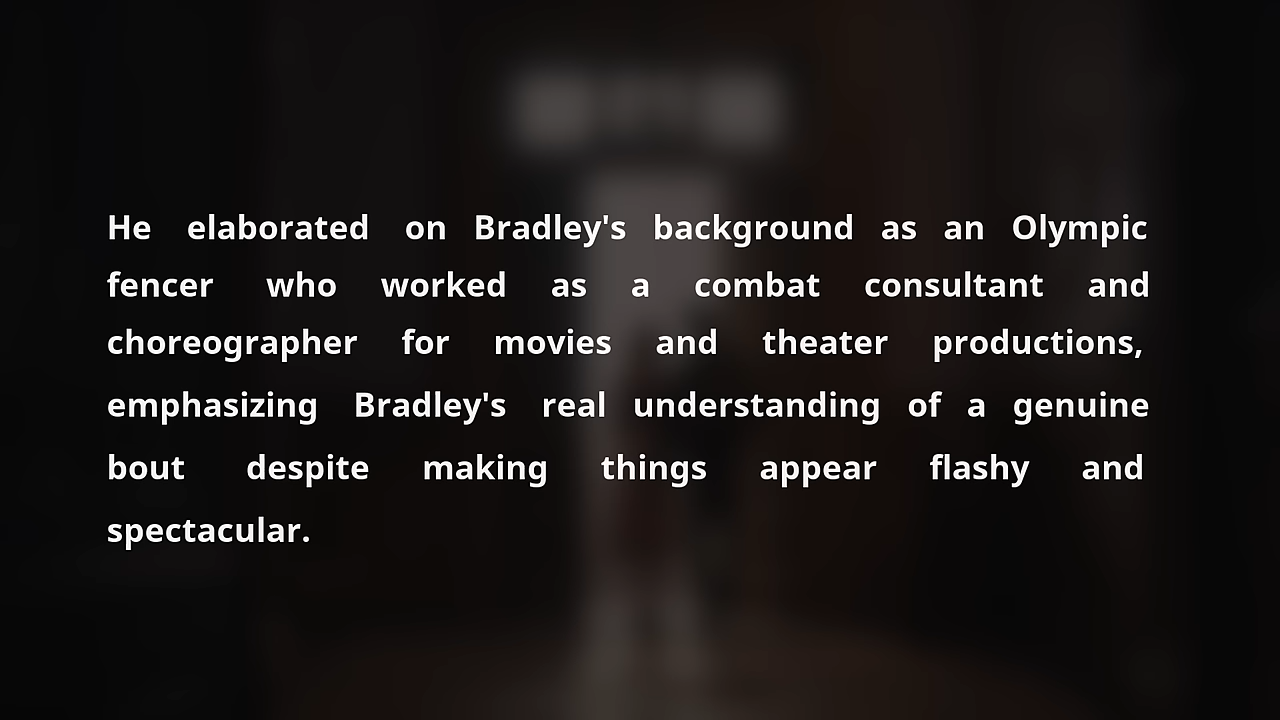 He elaborated on Bradley's background as an Olympic
fencer who worked as a combat consultant and
choreographer for movies and theater productions,
emphasizing Bradley's real understanding of a genuine
bout despite making things appear flashy and
spectacular.